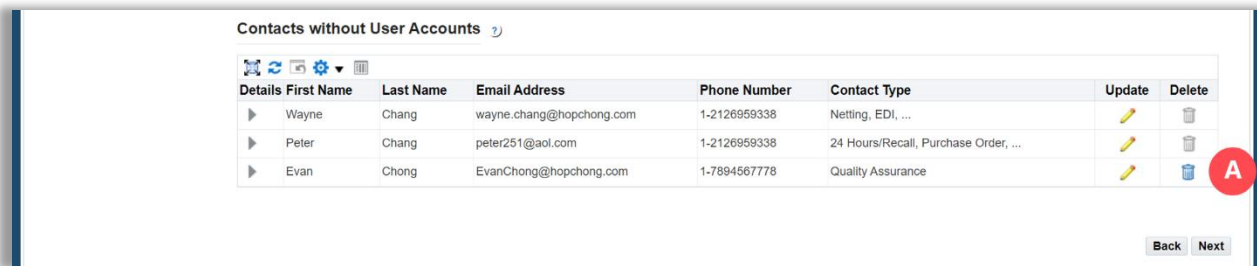 Contacts without User Accounts ?
Details First Name Last Name Email Address Phone Number Contact Type Update Delete
Wayne Chang wayne.chang@hopchong.com 1-2126959338 Netting, EDI, ...
Peter Chang peter251@aol.com 1-2126959338 24 Hours/Recall, Purchase Order, ...
Evan Chong EvanChong@hopchong.com 1-7894567778 Quality Assurance
A
Back Next